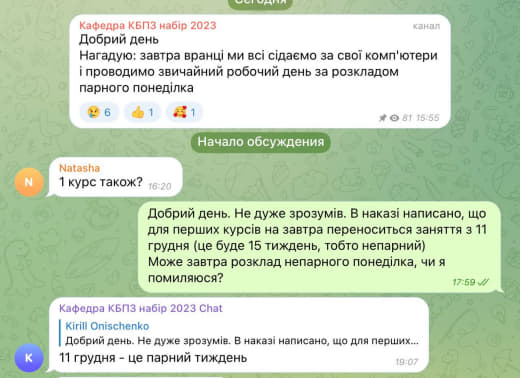 Сегодня
Кафедра КБПЗ набір 2023 канал
Добрий день
Нагадую: завтра вранці ми всі сідаємо за свої комп'ютери
і проводимо звичайний робочий день за розкладом
парного понеділка
6 1 1 81 15:55
Начало обсуждения
N
Natasha
1 курс також? 16:20
Добрий день. Не дуже зрозумів. В наказі написано, що
для перших курсів на завтра переноситься заняття з 11
грудня (це буде 15 тиждень, тобто непарний)
Може завтра розклад непарного понеділка, чи я
помиляюся? 17:59
Кафедра КБПЗ набір 2023 Chat
Kirill Onischenko
Добрий день. Не дуже зрозумів. В наказі написано, що для перших...
К
11 грудня - це парний тиждень 19:07